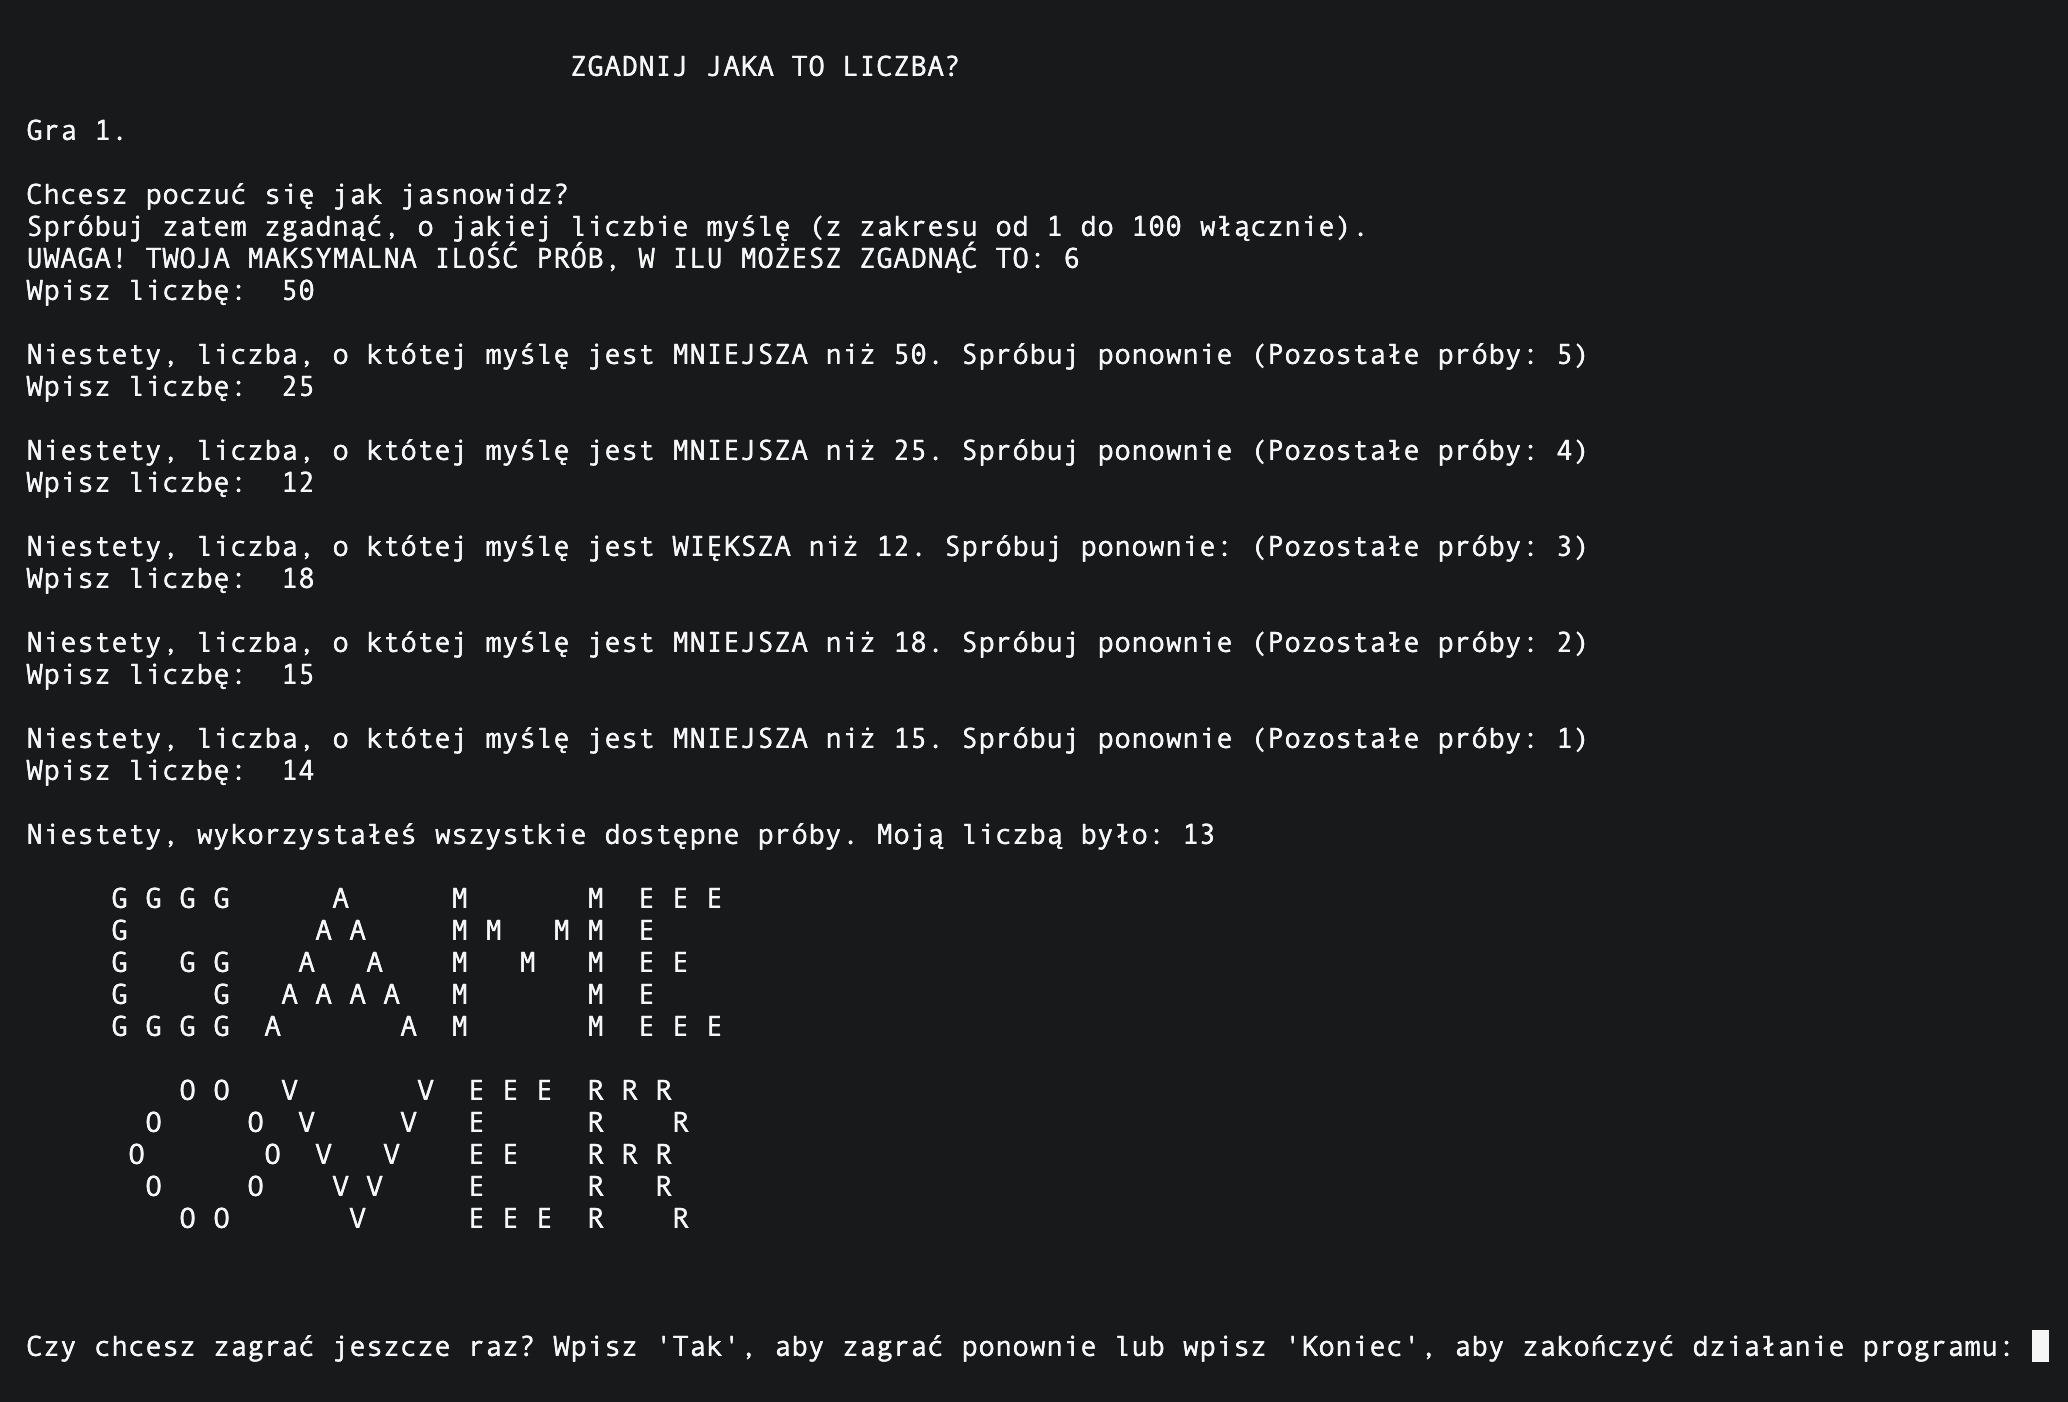 ZGADNIJ JAKA TO LICZBA?
Gra 1.
Chcesz poczuć się jak jasnowidz?
Spróbuj zatem zgadnąć, o jakiej liczbie myślę (z zakresu od 1 do 100 włącznie).
UWAGA! TWOJA MAKSYMALNA ILOŚĆ PRÓB, W ILU MOŻESZ ZGADNĄĆ TO: 6
Wpisz liczbę:  50
Niestety, liczba, o któtej myślę jest MNIEJSZA niż 50. Spróbuj ponownie (Pozostałe próby: 5)
Wpisz liczbę:  25
Niestety, liczba, o któtej myślę jest MNIEJSZA niż 25. Spróbuj ponownie (Pozostałe próby: 4)
Wpisz liczbę:  12
Niestety, liczba, o któtej myślę jest WIĘKSZA niż 12. Spróbuj ponownie: (Pozostałe próby: 3)
Wpisz liczbę:  18
Niestety, liczba, o któtej myślę jest MNIEJSZA niż 18. Spróbuj ponownie (Pozostałe próby: 2)
Wpisz liczbę:  15
Niestety, liczba, o któtej myślę jest MNIEJSZA niż 15. Spróbuj ponownie (Pozostałe próby: 1)
Wpisz liczbę:  14
Niestety, wykorzystałeś wszystkie dostępne próby. Moją liczbą było: 13
     G G G G      A      M       M  E E E
     G           A A     M M   M M  E
     G   G G    A   A    M   M   M  E E
     G     G   A A A A   M       M  E
     G G G G  A       A  M       M  E E E
         O O   V       V  E E E  R R R
       O     O  V     V   E      R    R
      O       O  V   V    E E    R R R
       O     O    V V     E      R   R
         O O       V      E E E  R    R
Czy chcesz zagrać jeszcze raz? Wpisz 'Tak', aby zagrać ponownie lub wpisz 'Koniec', aby zakończyć działanie programu: